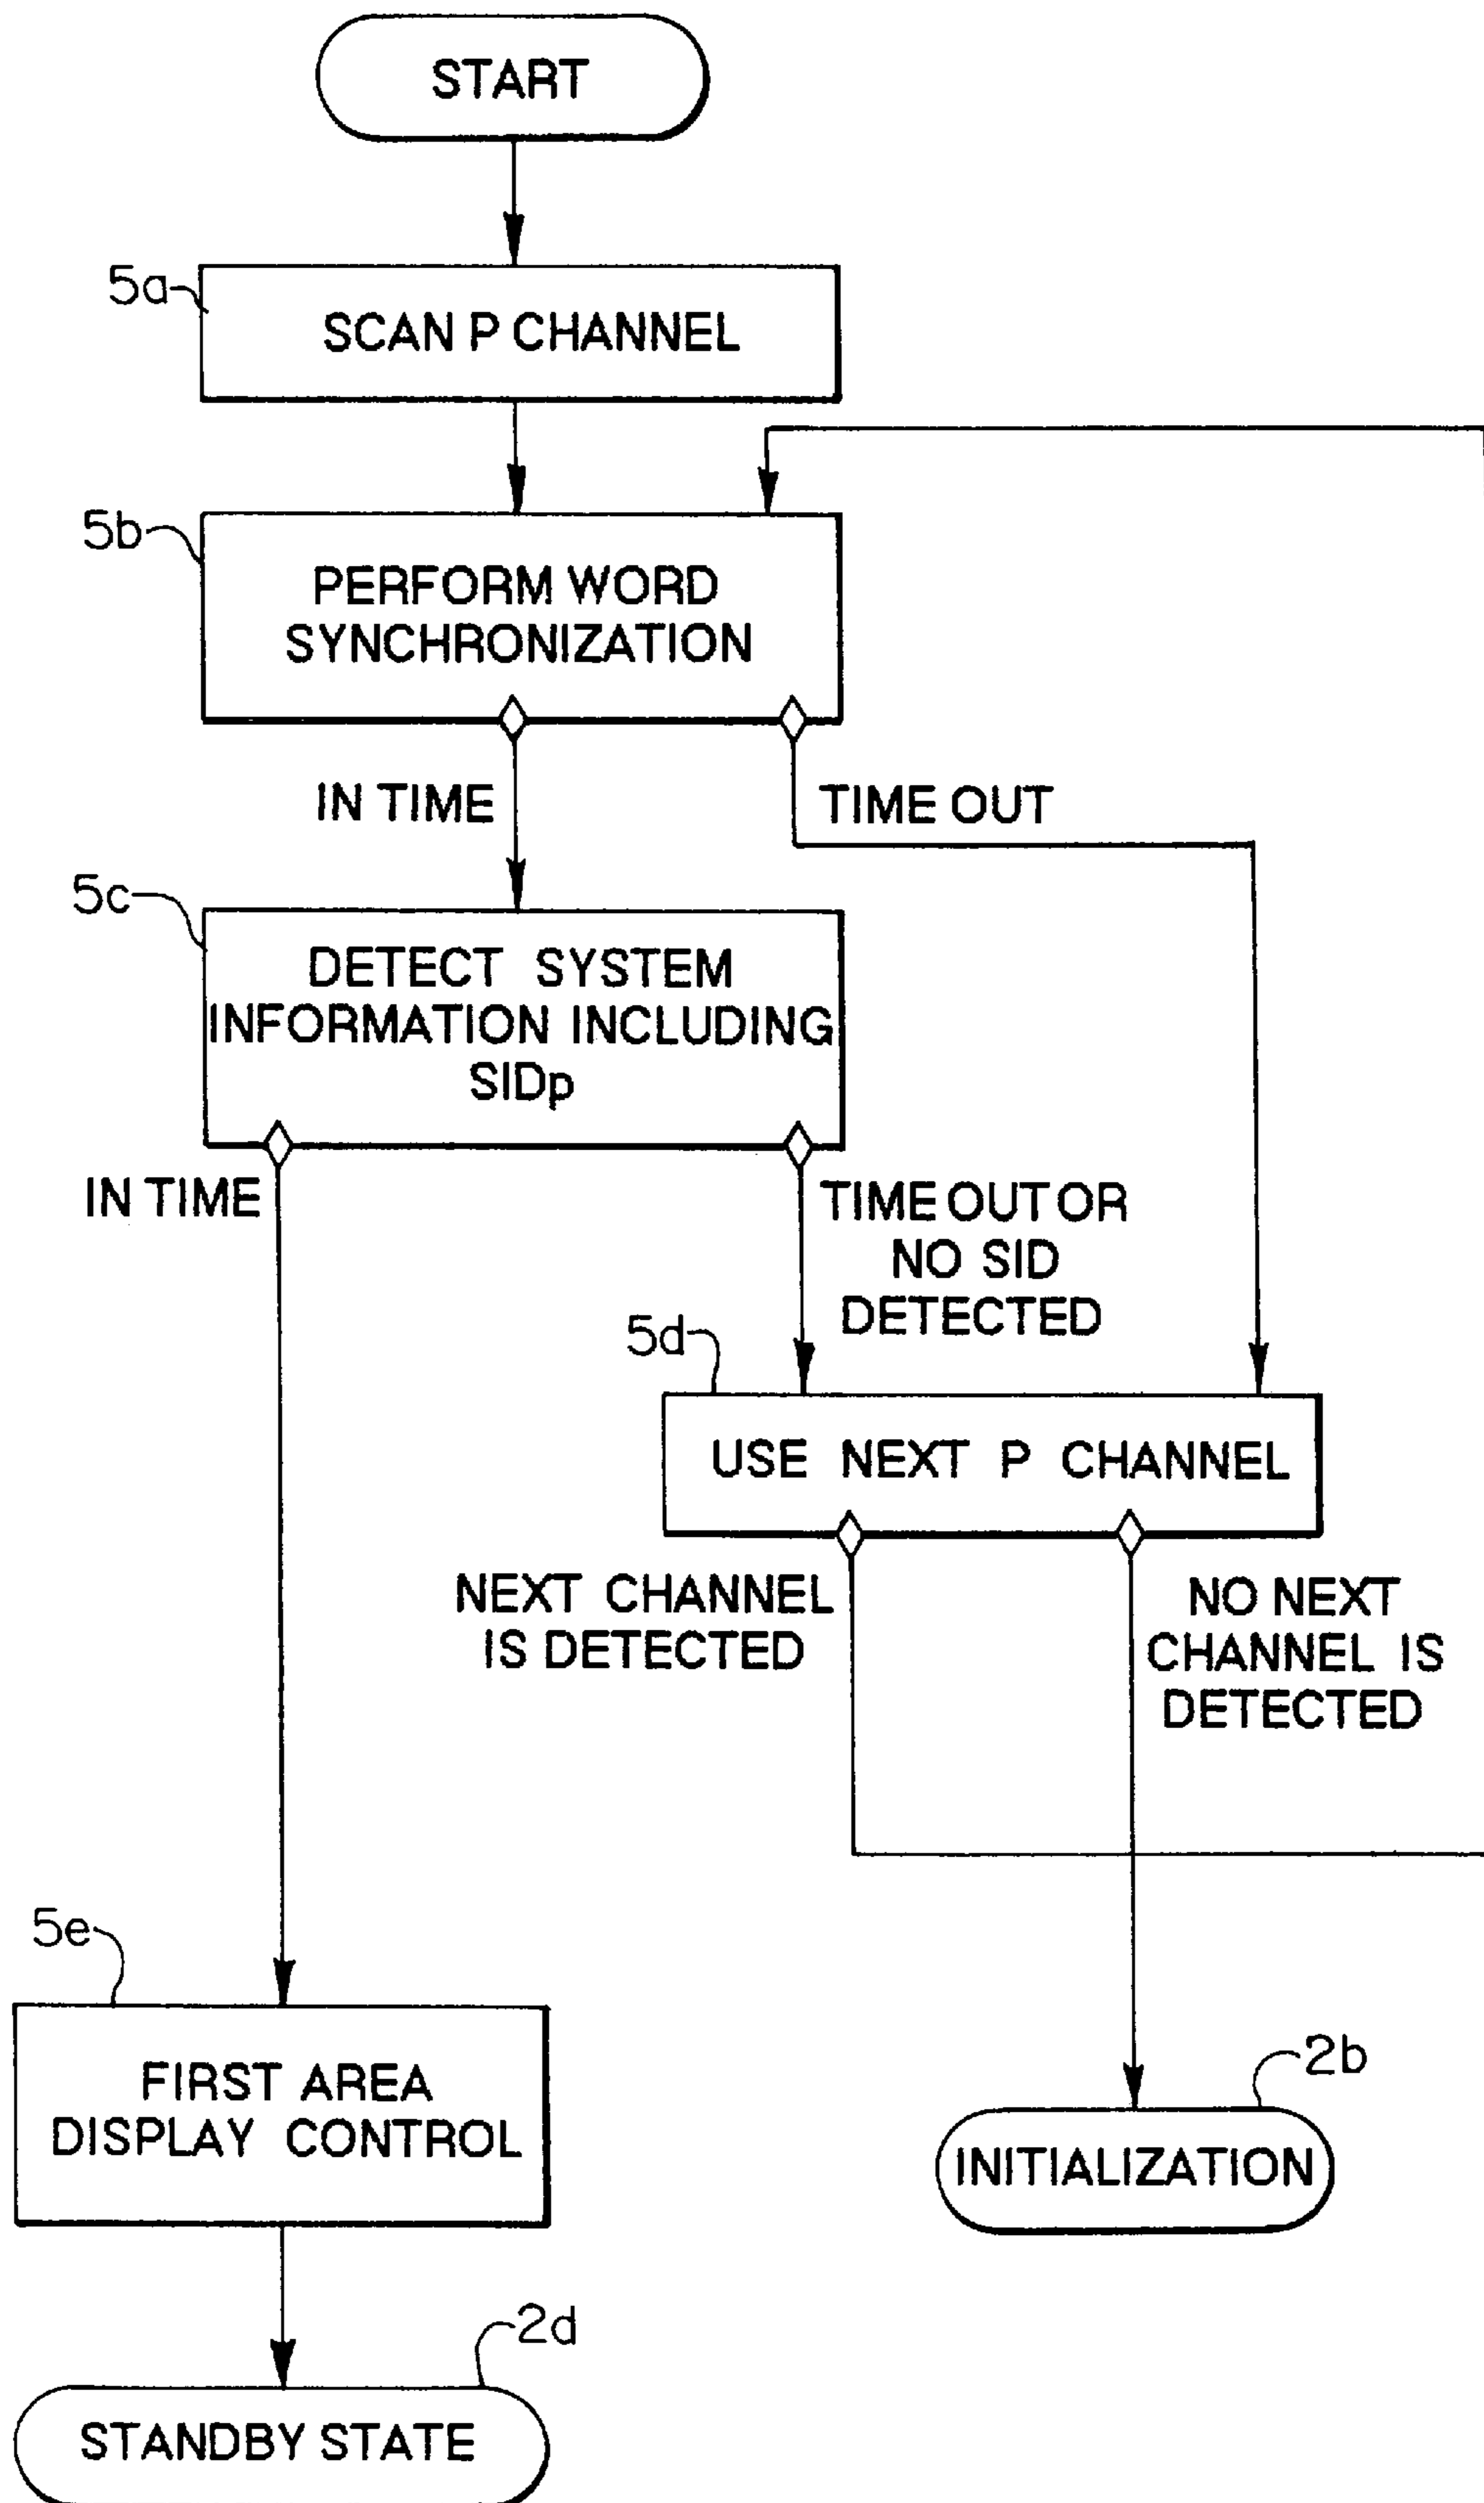 START
5a
SCAN P CHANNEL
5b
PERFORM WORD
SYNCHRONIZATION
IN TIME
TIME OUT
5c
DETECT SYSTEM
INFORMATION INCLUDING
SIDp
IN TIME
TIME OUT OR
NO SID
DETECTED
5d
USE NEXT P CHANNEL
NEXT CHANNEL
IS DETECTED
NO NEXT
CHANNEL IS
DETECTED
5e
FIRST AREA
DISPLAY CONTROL
2b
INITIALIZATION
2d
STANDBY STATE